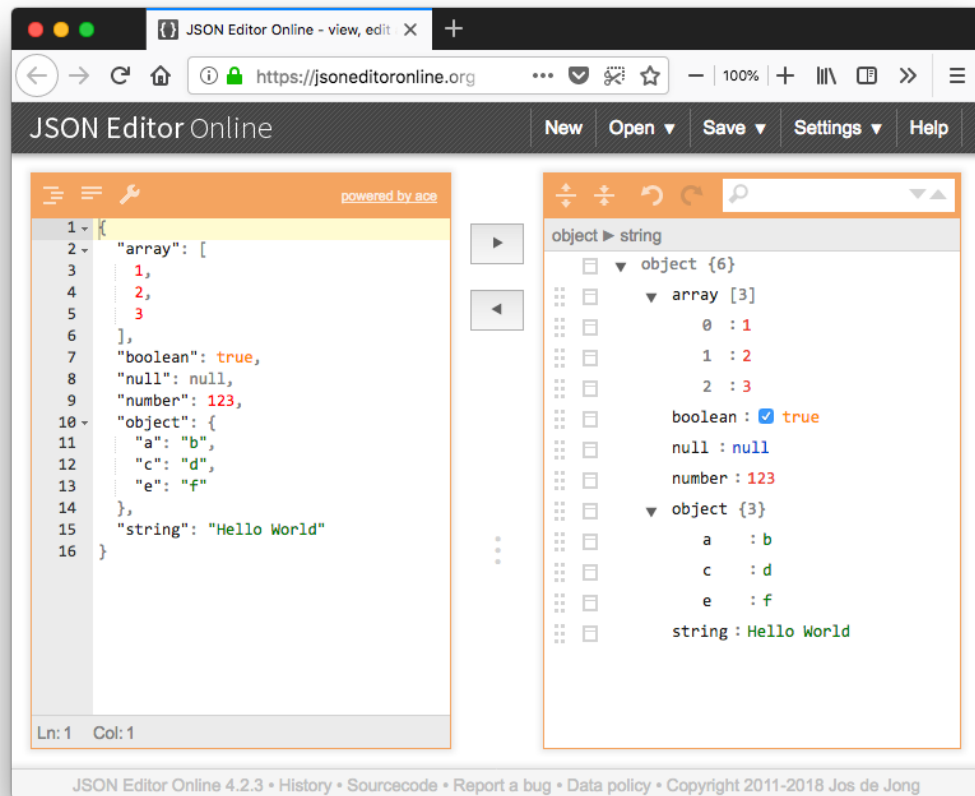 {} JSON Editor Online - view, edit
https://jsoneditoronline.org
100%
JSON Editor Online
New Open ▼ Save ▼ Settings ▼ Help
powered by ace
1 {
2 "array": [
3 1,
4 2,
5 3
6 ],
7 "boolean": true,
8 "null": null,
9 "number": 123,
10 "object": {
11 "a": "b",
12 "c": "d",
13 "e": "f"
14 },
15 "string": "Hello World"
16 }
Ln: 1 Col: 1
object ▶ string
▼ object {6}
▼ array [3]
0 : 1
1 : 2
2 : 3
boolean : true
null : null
number : 123
▼ object {3}
a : b
c : d
e : f
string : Hello World
JSON Editor Online 4.2.3 • History • Sourcecode • Report a bug • Data policy • Copyright 2011-2018 Jos de Jong